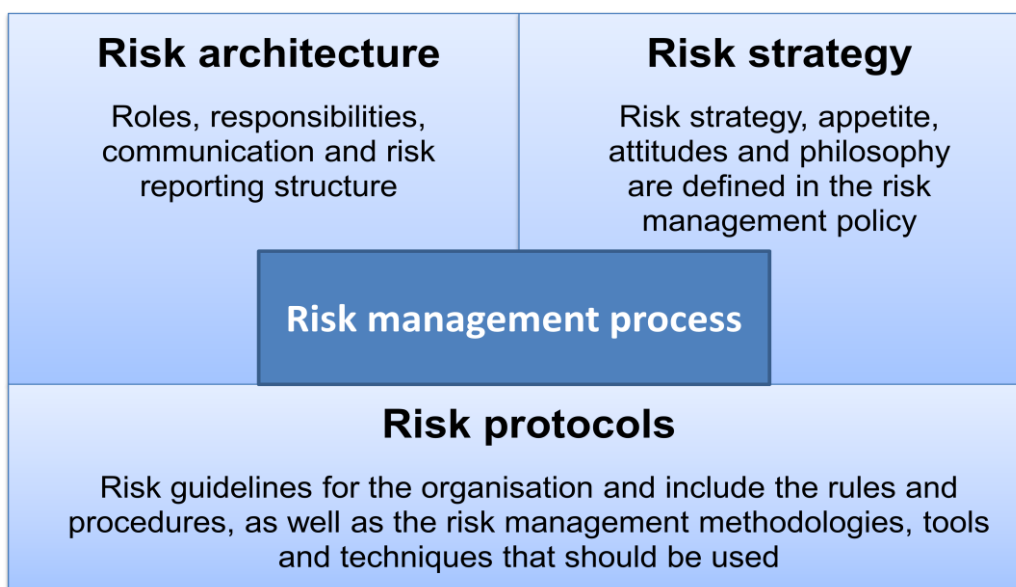 Risk architecture
Roles, responsibilities,
communication and risk
reporting structure
Risk strategy
Risk strategy, appetite,
attitudes and philosophy
are defined in the risk
management policy
Risk management process
Risk protocols
Risk guidelines for the organisation and include the rules and
procedures, as well as the risk management methodologies, tools
and techniques that should be used